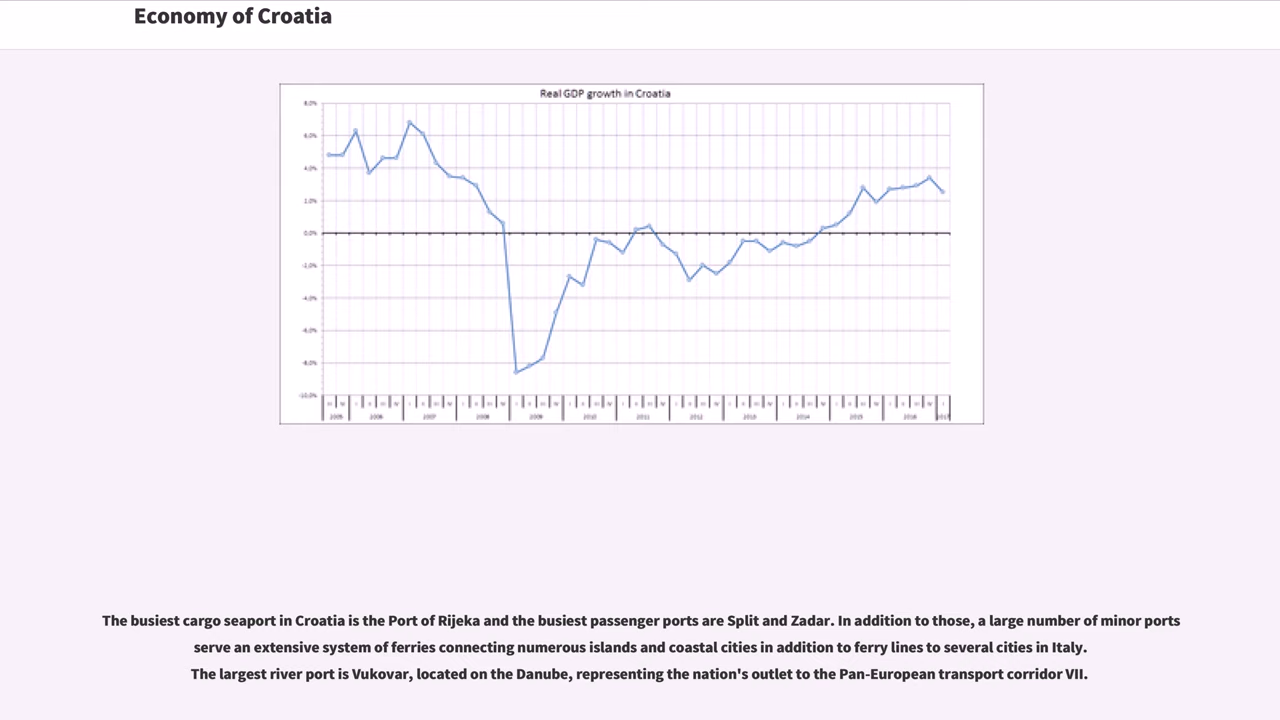 Economy of Croatia
Real GDP growth in Croatia
8,0%
6,0%
4,0%
0,0%
-4,0%
-6,0%
-8,0%
-10,0%
2005 2006 2007 2008 2009 2010 2011 2012 2013 2014 2015 2016 2017
The busiest cargo seaport in Croatia is the Port of Rijeka and the busiest passenger ports are Split and Zadar. In addition to those, a large number of minor ports
serve an extensive system of ferries connecting numerous islands and coastal cities in addition to ferry lines to several cities in Italy.
The largest river port is Vukovar, located on the Danube, representing the nation's outlet to the Pan-European transport corridor VII.